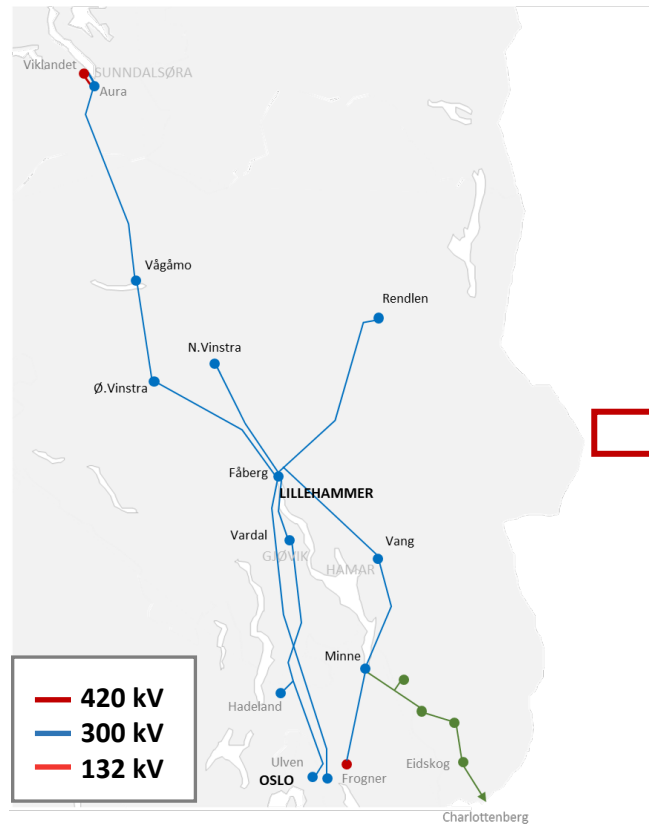 Viklandet
SUNNDALSØRA
Aura
Vågåmo
Rendlen
N.Vinstra
Ø.Vinstra
Fåberg
LILLEHAMMER
Vardal
Vang
GJØVIK
HAMAR
Minne
420 kV
300 kV
132 kV
Hadeland
Ulven
Eidskog
OSLO
Frogner
Charlottenberg